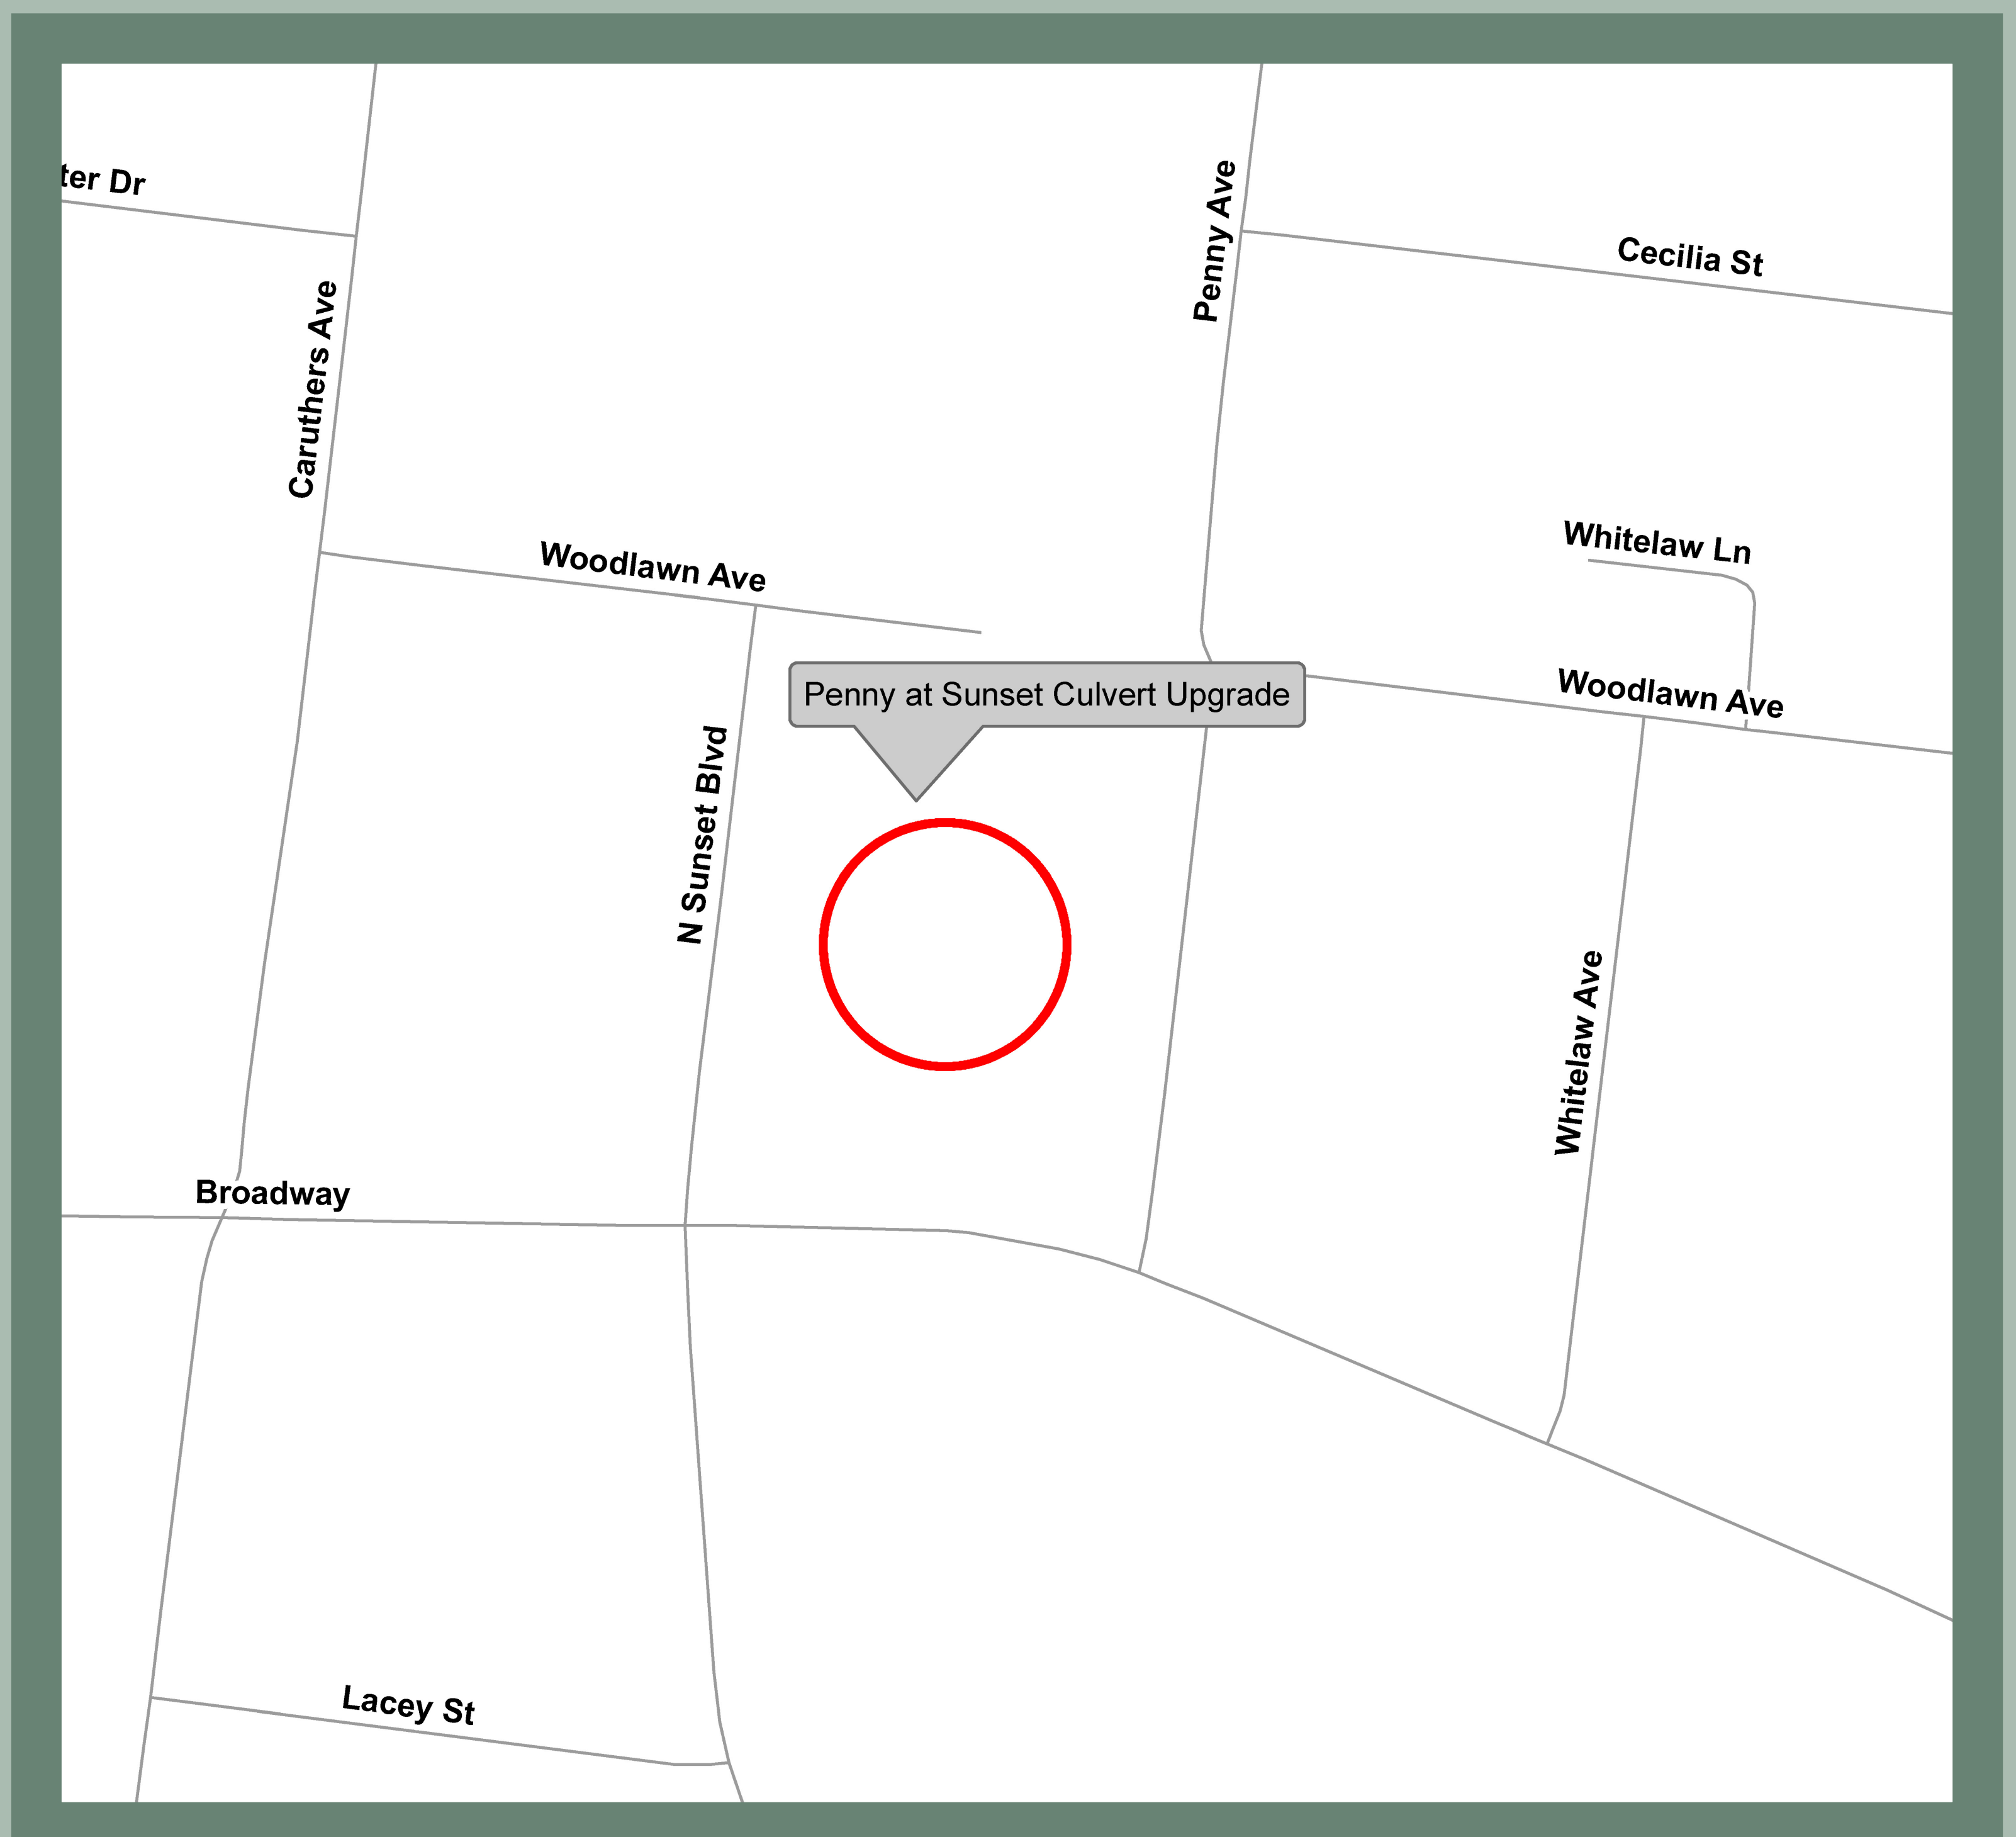 ter Dr
Penny Ave
Cecilia St
Caruthers Ave
Whitelaw Ln
Woodlawn Ave
Penny at Sunset Culvert Upgrade
Woodlawn Ave
N Sunset Blvd
Whitelaw Ave
Broadway
Lacey St